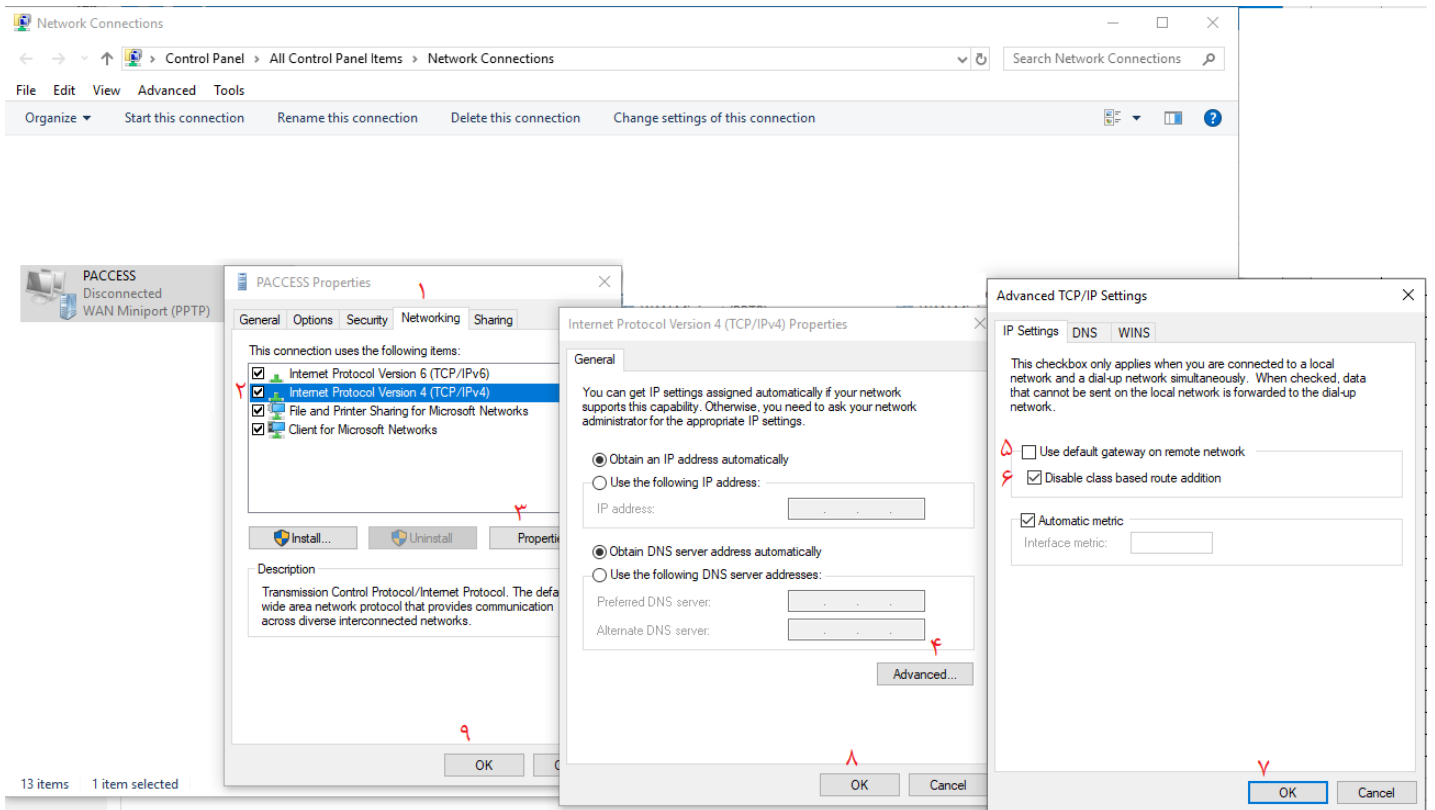 Network Connections
Control Panel > All Control Panel Items > Network Connections
Search Network Connections
File Edit View Advanced Tools
Organize Start this connection Rename this connection Delete this connection Change settings of this connection
PACCESS
Disconnected
WAN Miniport (PPTP)
PACCESS Properties
۱
General Options Security Networking Sharing
This connection uses the following items:
Internet Protocol Version 6 (TCP/IPv6)
۲
Internet Protocol Version 4 (TCP/IPv4)
File and Printer Sharing for Microsoft Networks
Client for Microsoft Networks
۳
Install... Uninstall Properti
Description
Transmission Control Protocol/Internet Protocol. The defa
wide area network protocol that provides communication
across diverse interconnected networks.
۹
OK
Internet Protocol Version 4 (TCP/IPv4) Properties
General
You can get IP settings assigned automatically if your network
supports this capability. Otherwise, you need to ask your network
administrator for the appropriate IP settings.
Obtain an IP address automatically
Use the following IP address:
IP address:
Obtain DNS server address automatically
Use the following DNS server addresses:
Preferred DNS server:
Alternate DNS server:
۴
Advanced...
۸
OK Cancel
Advanced TCP/IP Settings
IP Settings DNS WINS
This checkbox only applies when you are connected to a local
network and a dial-up network simultaneously. When checked, data
that cannot be sent on the local network is forwarded to the dial-up
network.
۵
Use default gateway on remote network
۶
Disable class based route addition
Automatic metric
Interface metric:
۷
OK Cancel
13 items 1 item selected